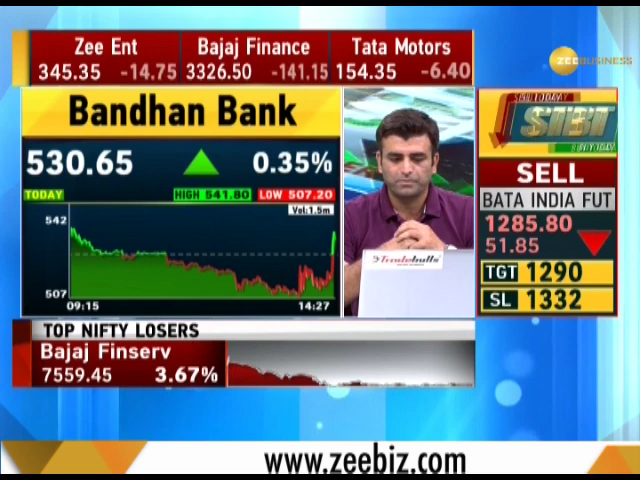 Zee Ent
345.35 -14.75
Bajaj Finance
3326.50 -141.15
Tata Motors
154.35 -6.40
ZEEBUSINESS
Bandhan Bank
530.65 0.35%
TODAY HIGH 541.80 LOW 507.20
Vol:1.5m
542
507
09:15 14:27
Tradebulls
STBT
SELL
BATA INDIA FUT
1285.80
51.85
TGT 1290
SL 1332
TOP NIFTY LOSERS
Bajaj Finserv
7559.45 3.67%
www.zeebiz.com